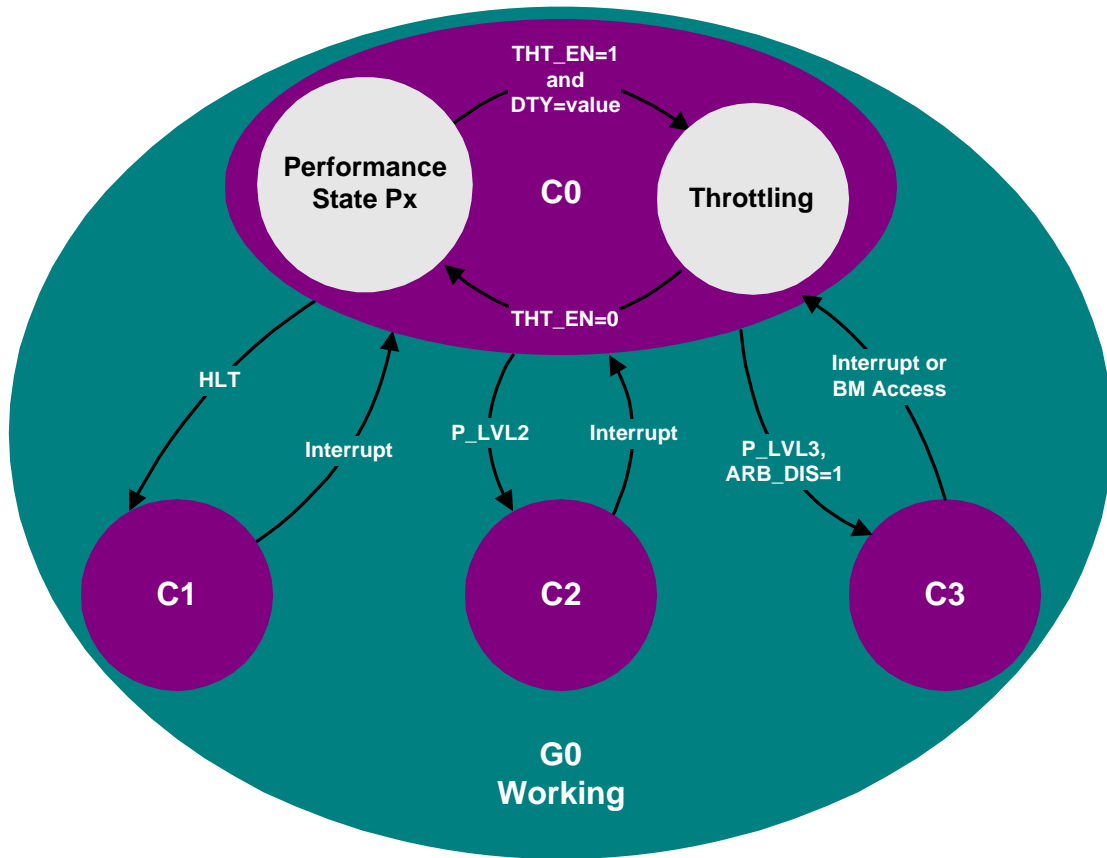 THT_EN=1
and
DTY=value
Performance
State Px
C0
Throttling
THT_EN=0
HLT
Interrupt
P_LVL2
Interrupt
P_LVL3,
ARB_DIS=1
Interrupt or
BM Access
C1
C2
C3
G0
Working